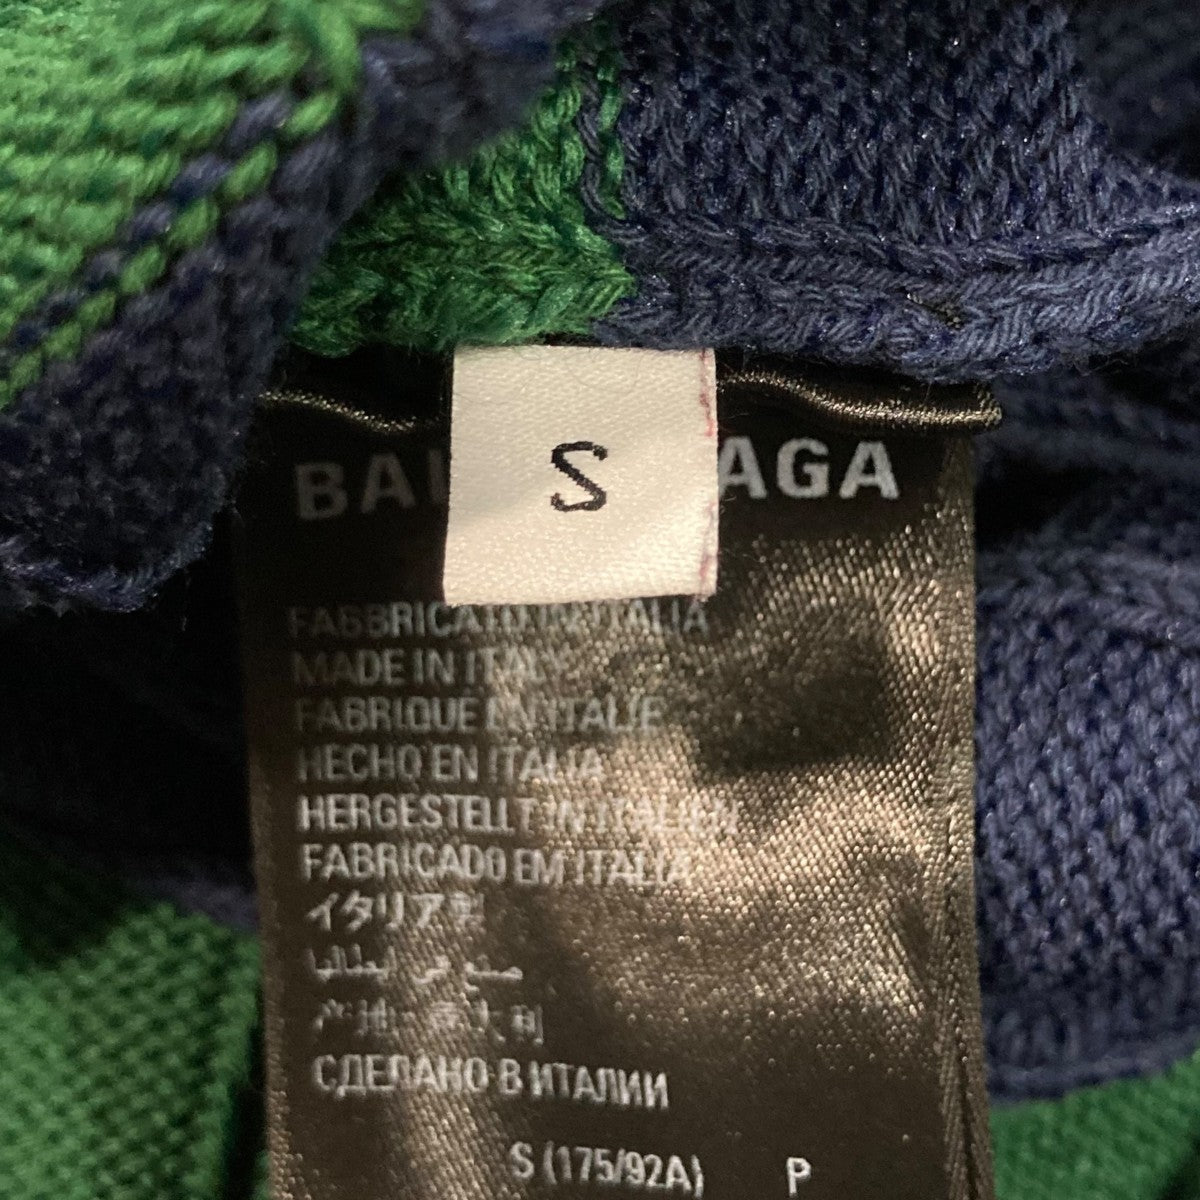 S
BA AGA
FABBRICATO IN ITALIA
MADE IN ITALY
FABRIQUE EN ITALIE
HECHO EN ITALIA
HERGESTELLT IN ITALIEN
FABRICADO EM ITALIA
イタリア製
صنع في إيطاليا
产地：意大利
СДЕЛАНО В ИТАЛИИ
S (175/92A) P